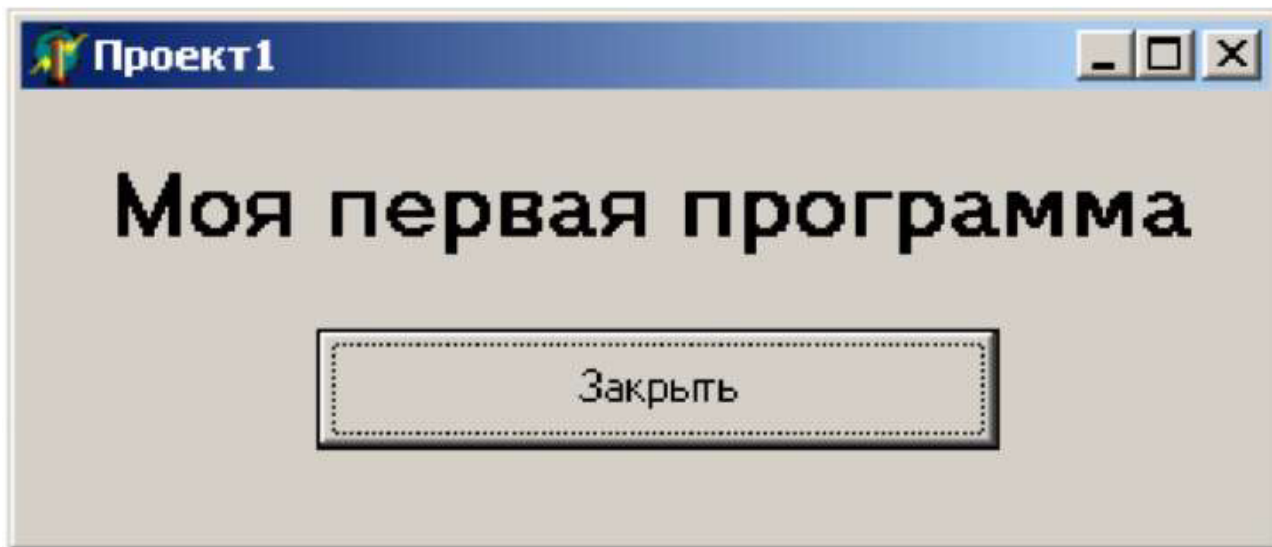 Проект1
Моя первая программа
Закрыть